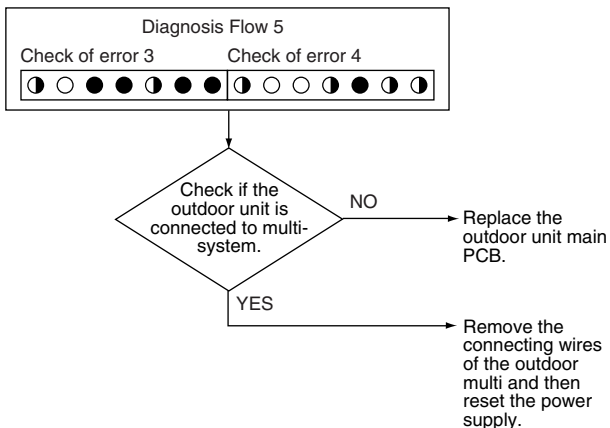 Diagnosis Flow 5
Check of error 3 Check of error 4
Check if the
outdoor unit is
connected to multi-
system.
NO
Replace the
outdoor unit main
PCB.
YES
Remove the
connecting wires
of the outdoor
multi and then
reset the power
supply.